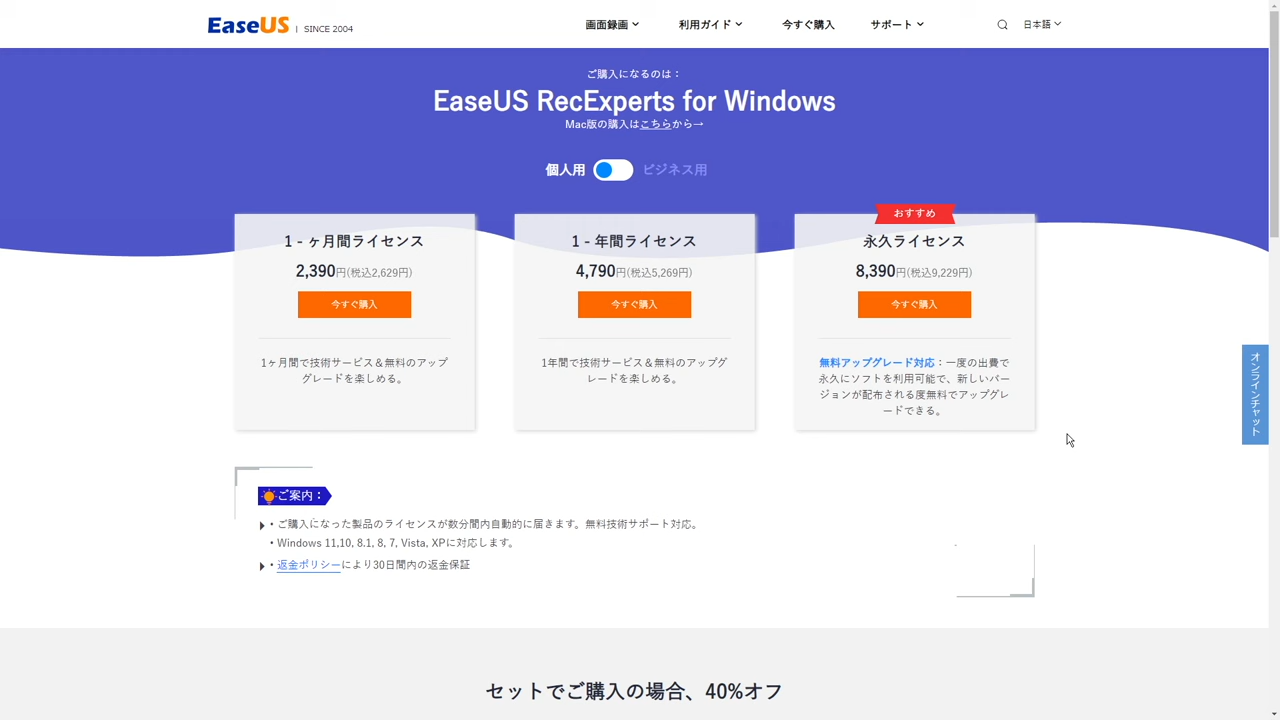 EaseUS | SINCE 2004
画面録画
利用ガイド
今すぐ購入
サポート
日本語
ご購入になるのは：
EaseUS RecExperts for Windows
Mac版の購入はこちらから→
個人用
ビジネス用
1 - ヶ月間ライセンス
2,390円(税込2,629円)
今すぐ購入
1ヶ月間で技術サービス＆無料のアップ
グレードを楽しめる。
1 - 年間ライセンス
4,790円(税込5,269円)
今すぐ購入
1年間で技術サービス＆無料のアップグ
レードを楽しめる。
おすすめ
永久ライセンス
8,390円(税込9,229円)
今すぐ購入
無料アップグレード対応：一度の出費で
永久にソフトを利用可能で、新しいバー
ジョンが配布される度無料でアップグレ
ードできる。
オンラインチャット
ご案内：
・ご購入になった製品のライセンスが数分間内自動的に届きます。無料技術サポート対応。
・Windows 11,10, 8.1, 8, 7, Vista, XPに対応します。
・返金ポリシーにより30日間内の返金保証
セットでご購入の場合、40%オフ